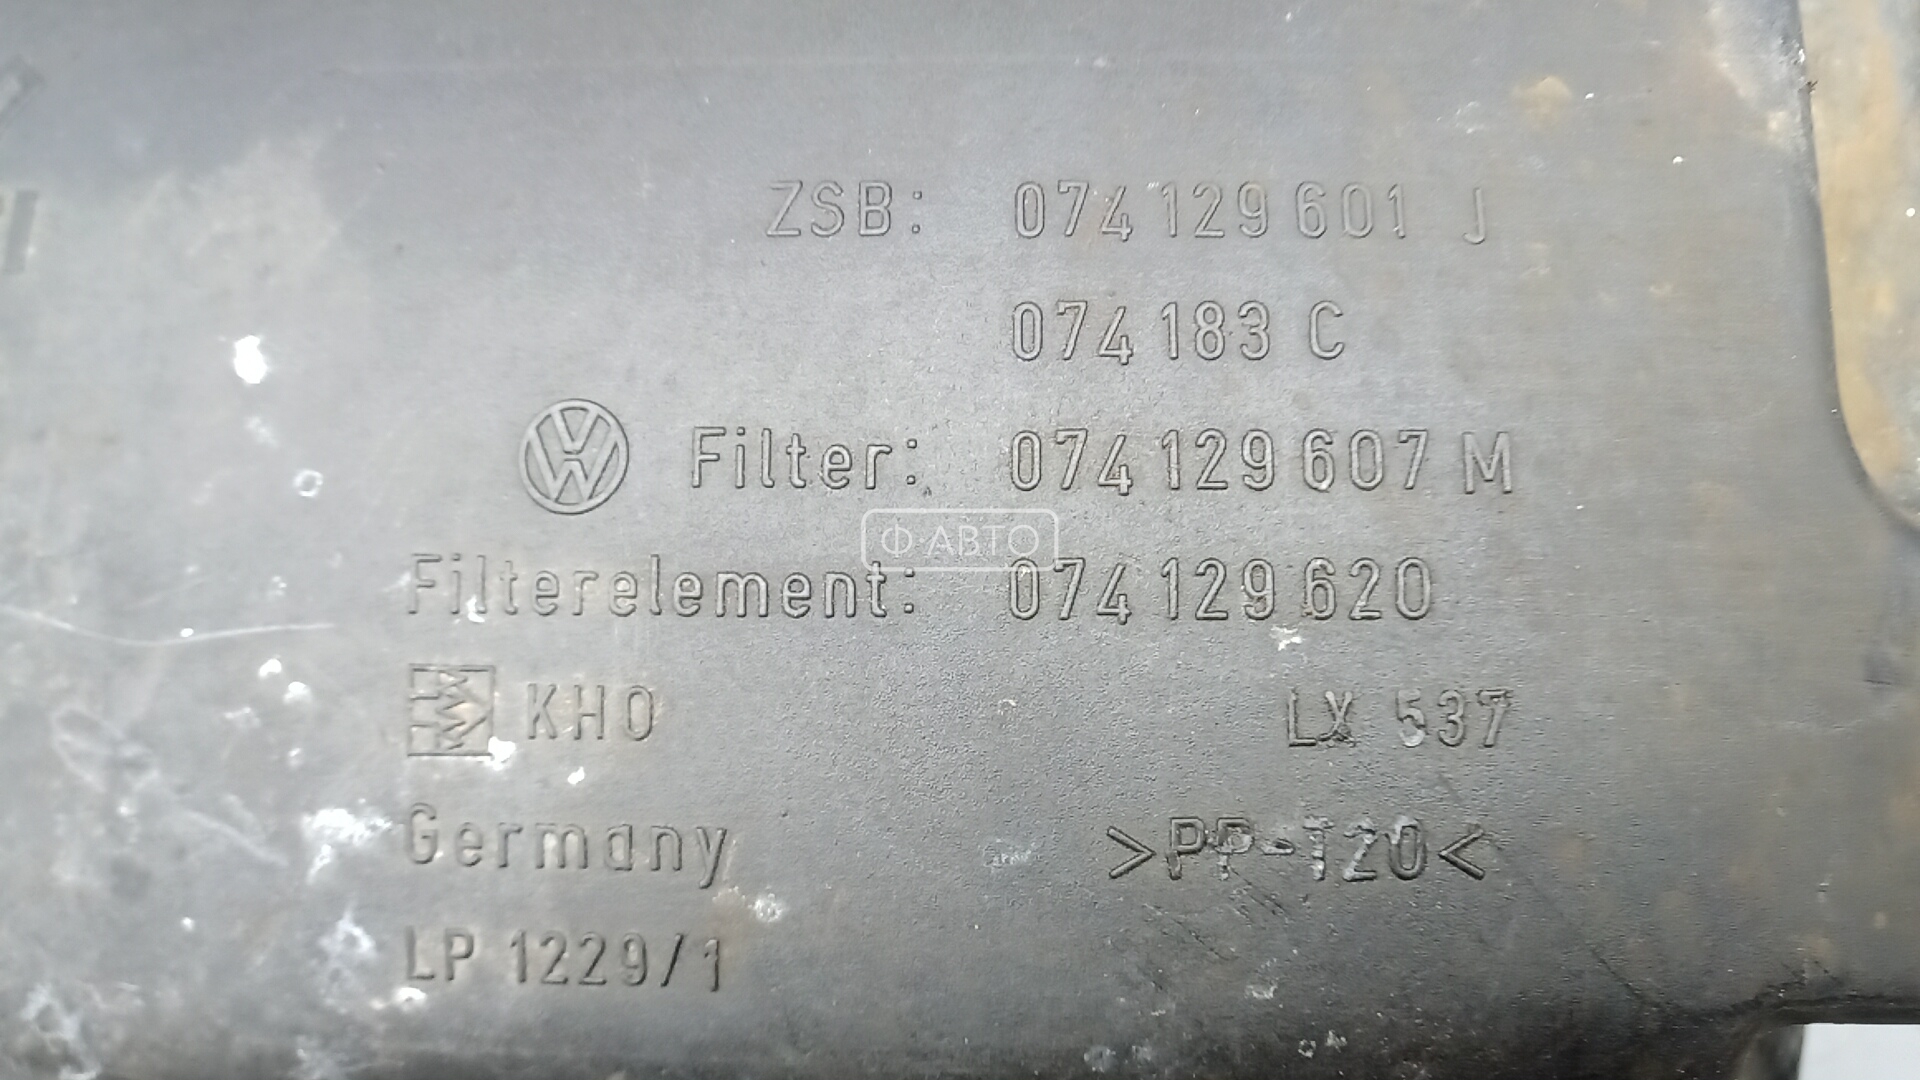 ZSB: 074 129 601 J
074 183 C
Filter: 074 129 607 M
Ф·АВТО
Filterelement: 074 129 620
KHO LX 537
Germany >PP-T20<
LP 1229/1